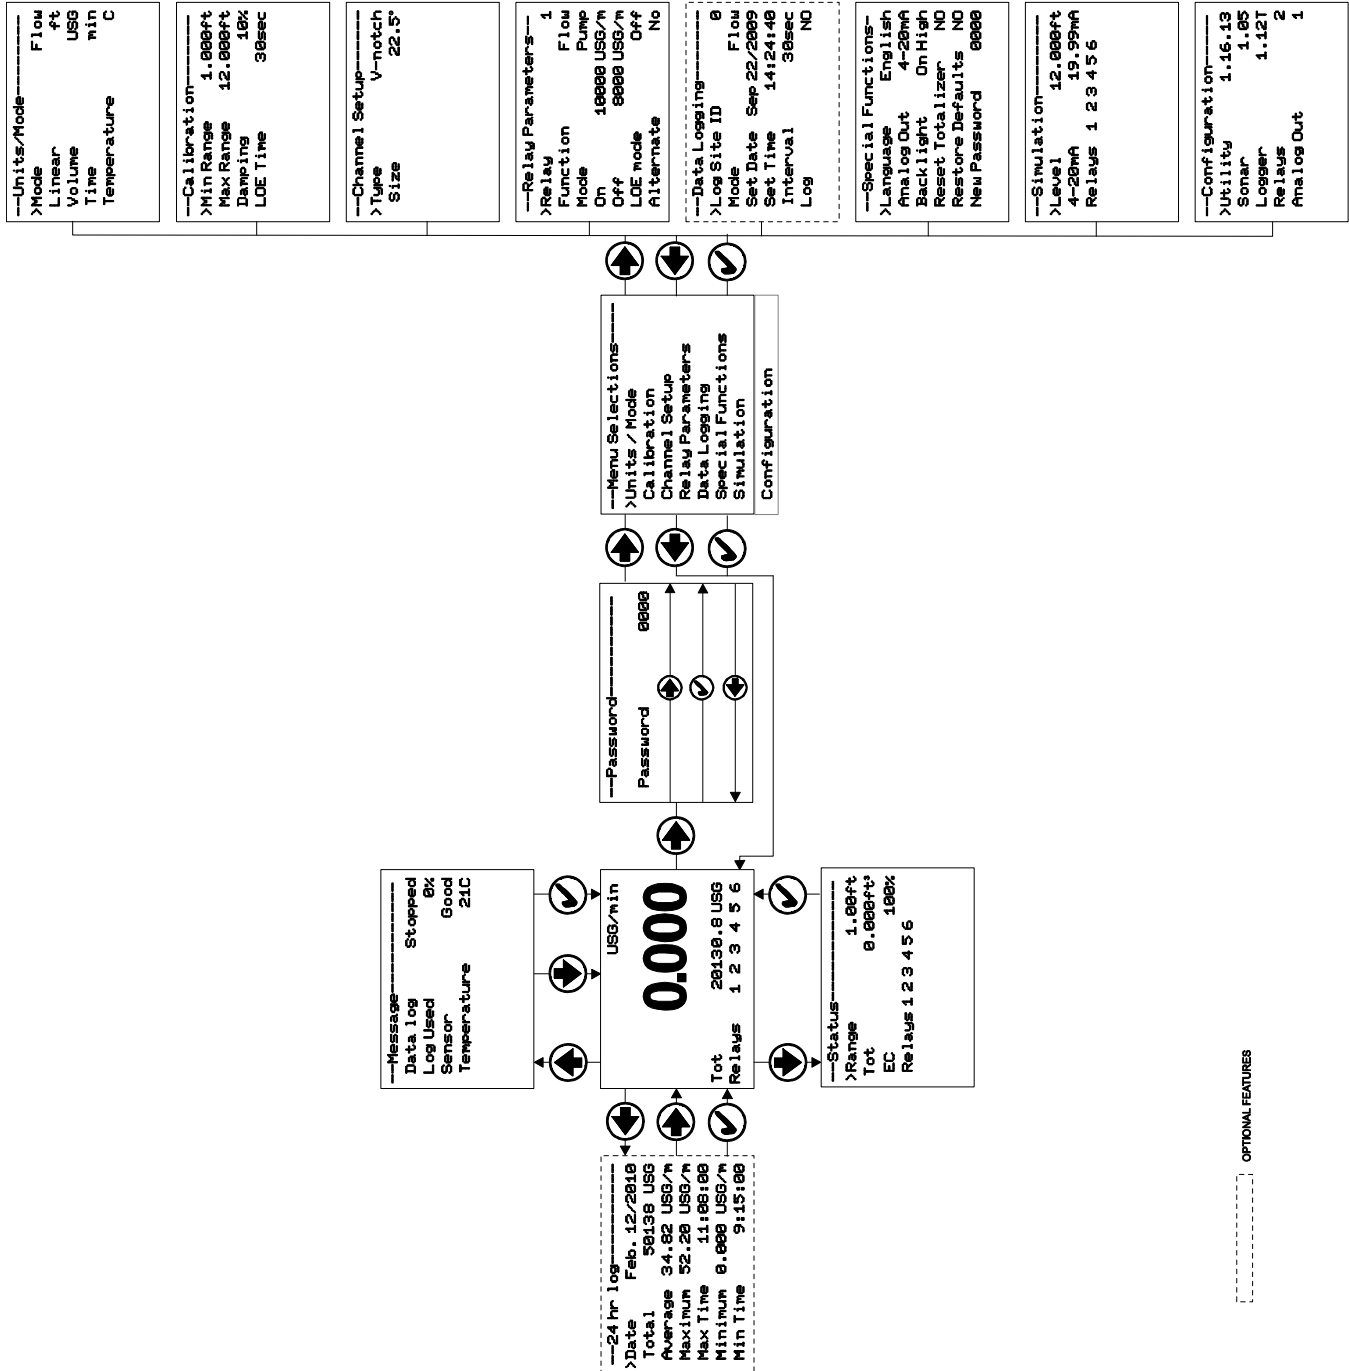 ---24 hr log-----------
>Date Feb. 12/2010
Total 50138 USG
Average 34.82 USG/m
Maximum 52.20 USG/m
Max Time 11:08:00
Minimum 0.000 USG/m
Min Time 9:15:00
---Message-------------
Data log Stopped
Log Used 0%
Sensor Good
Temperature 21C
USG/min
0.000
Tot 20130.8 USG
Relays 1 2 3 4 5 6
---Status-------------
>Range 1.00ft
Tot 0.000ft³
EC 100%
Relays 1 2 3 4 5 6
---Password-----------
Password 0000
---Menu Selections-----
>Units / Mode
Calibration
Channel Setup
Relay Parameters
Data Logging
Special Functions
Simulation
Configuration
---Units/Mode---------
>Mode Flow
Linear ft
Volume USG
Time min
Temperature C
---Calibration--------
>Min Range 1.000ft
Max Range 12.000ft
Damping 10%
LOE Time 30sec
---Channel Setup-------
>Type V-notch
Size 22.5°
---Relay Parameters---
>Relay 1
Function Flow
Mode Pump
On 10000 USG/m
Off 8000 USG/m
LOE mode Off
Alternate No
---Data Logging---------
>Log Site ID 0
Mode Flow
Set Date Sep 22/2009
Set Time 14:24:40
Interval 30sec
Log NO
---Special Functions-
>Language English
Analog Out 4-20mA
Backlight On High
Reset Totalizer NO
Restore Defaults NO
New Password 0000
---Simulation---------
>Level 12.000ft
4-20mA 19.99mA
Relays 1 2 3 4 5 6
---Configuration-----
>Utility 1.16.13
Sonar 1.05
Logger 1.12T
Relays 2
Analog Out 1
OPTIONAL FEATURES